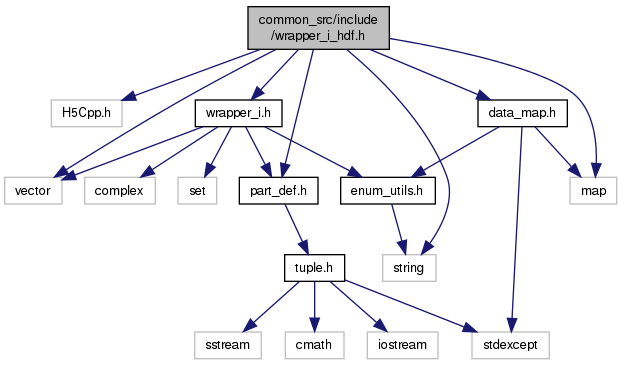 common_src/include
/wrapper_i_hdf.h
H5Cpp.h
wrapper_i.h
data_map.h
vector
complex
set
part_def.h
enum_utils.h
map
tuple.h
string
sstream
cmath
iostream
stdexcept